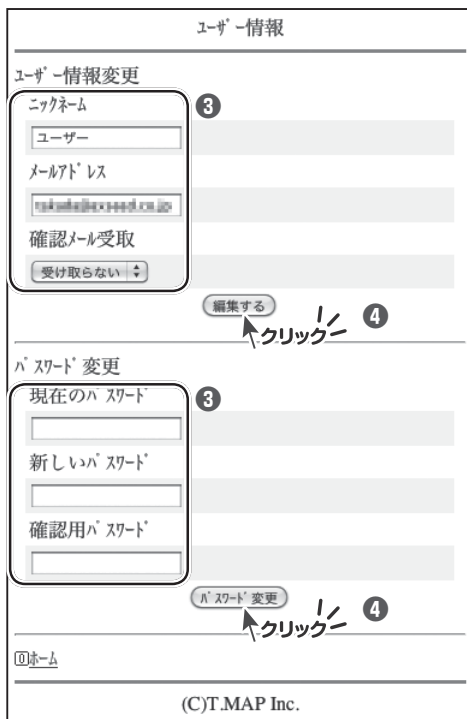 ﾕｰｻﾞｰ情報
ﾕｰｻﾞｰ情報変更
ﾆｯｸﾈｰﾑ
❸
ユーザー
ﾒｰﾙｱﾄﾞﾚｽ
確認ﾒｰﾙ受取
受け取らない
編集する
クリック
❹
ﾊﾟｽﾜｰﾄﾞ変更
現在のﾊﾟｽﾜｰﾄﾞ
❸
新しいﾊﾟｽﾜｰﾄﾞ
確認用ﾊﾟｽﾜｰﾄﾞ
ﾊﾟｽﾜｰﾄﾞ変更
クリック
❹
0ﾎｰﾑ
(C)T.MAP Inc.